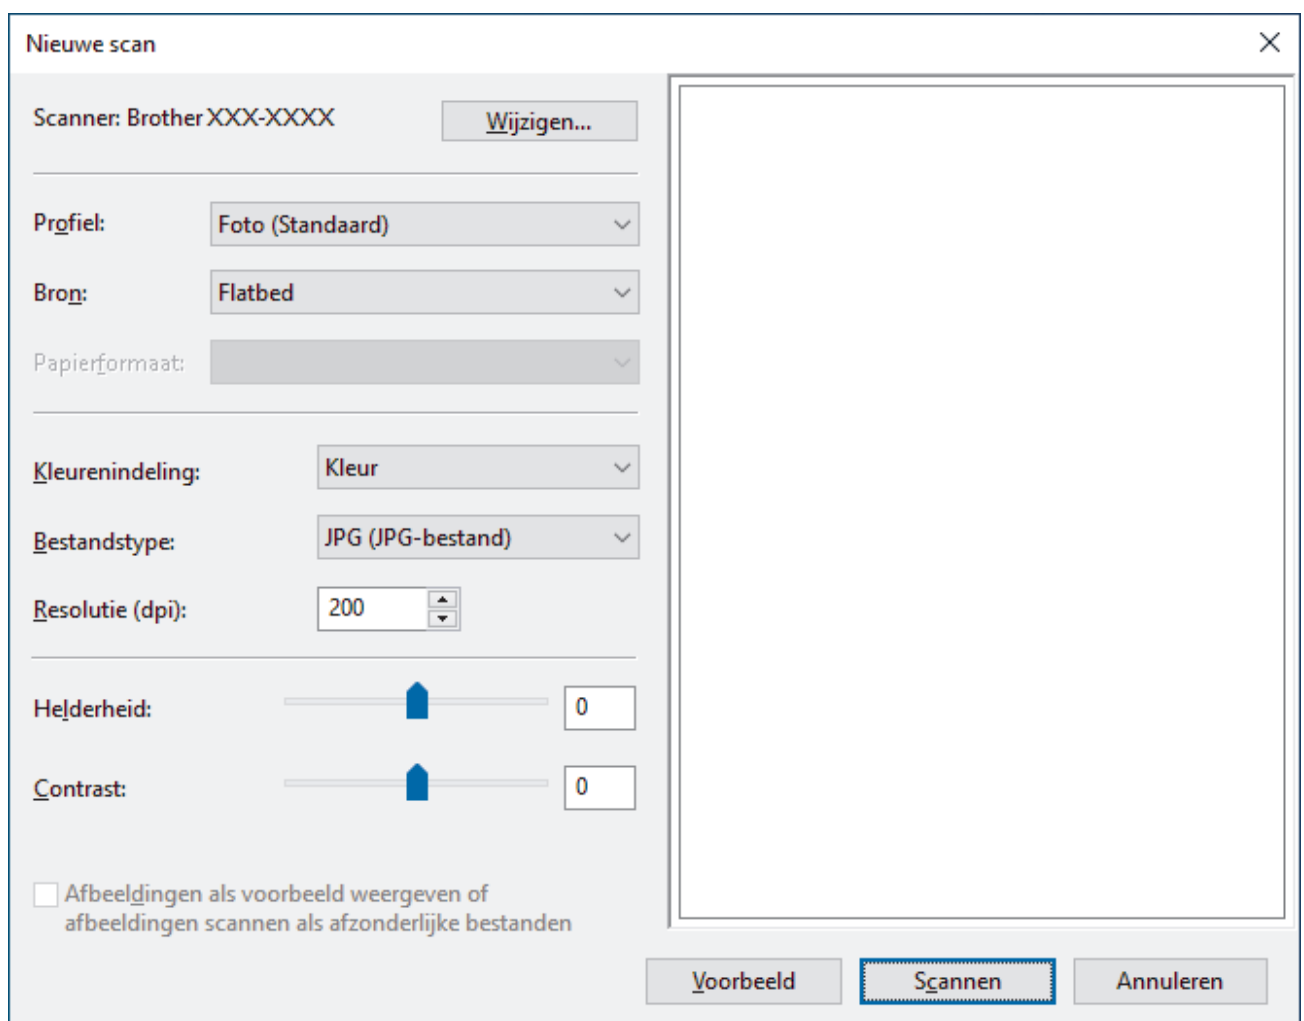 Nieuwe scan
Scanner: Brother XXX-XXXX
Wijzigen...
Profiel:
Foto (Standaard)
Bron:
Flatbed
Papierformaat:
Kleurenindeling:
Kleur
Bestandstype:
JPG (JPG-bestand)
Resolutie (dpi):
200
Helderheid:
0
Contrast:
0
Afbeeldingen als voorbeeld weergeven of
afbeeldingen scannen als afzonderlijke bestanden
Voorbeeld
Scannen
Annuleren